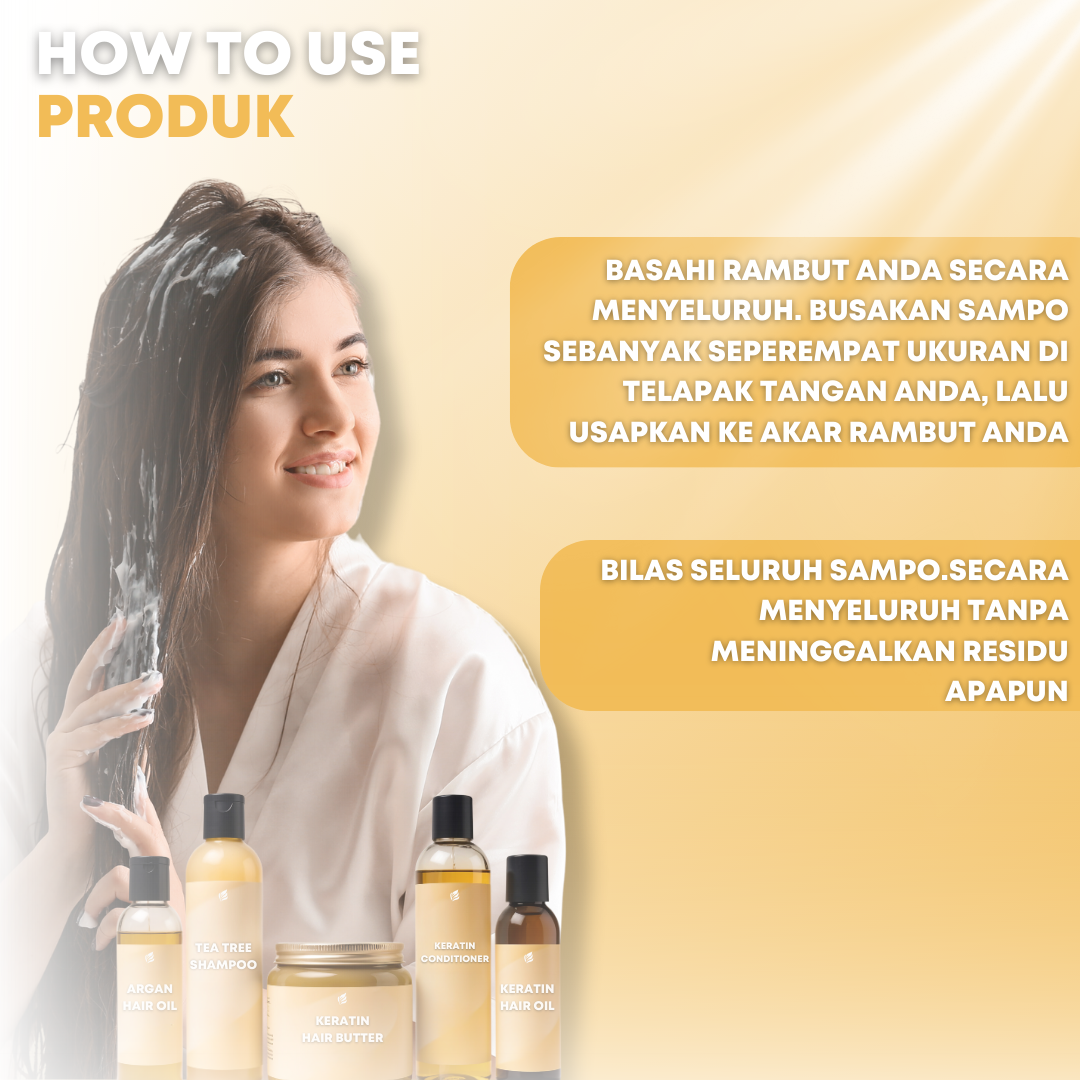 HOW TO USE
PRODUK
BASAHI RAMBUT ANDA SECARA
MENYELURUH. BUSAKAN SAMPO
SEBANYAK SEPEREMPAT UKURAN DI
TELAPAK TANGAN ANDA, LALU
USAPKAN KE AKAR RAMBUT ANDA
BILAS SELURUH SAMPO.SECARA
MENYELURUH TANPA
MENINGGALKAN RESIDU
APAPUN
TEA TREE
SHAMPOO
KERATIN
CONDITIONER
ARGAN
HAIR OIL
KERATIN
HAIR OIL
KERATIN
HAIR BUTTER